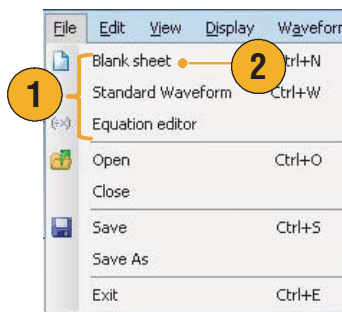 File Edit View Display Waveform
Blank sheet 2 Ctrl+N
1 Standard Waveform Ctrl+W
(=x) Equation editor
Open Ctrl+O
Close
Save Ctrl+S
Save As
Exit Ctrl+E